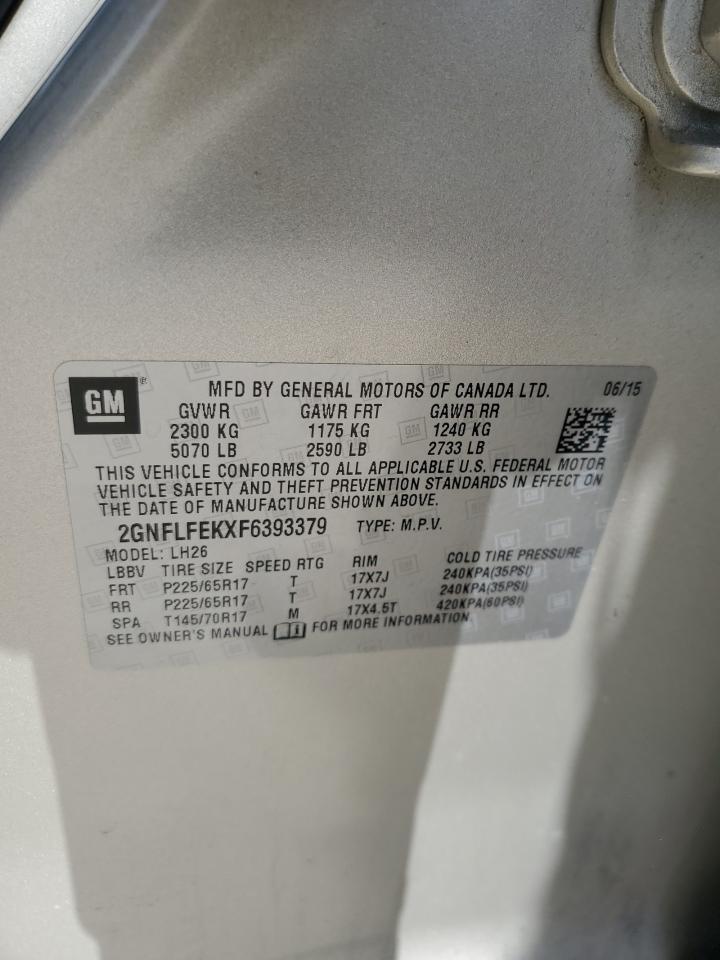 GM® MFD BY GENERAL MOTORS OF CANADA LTD. 06/15
GVWR GAWR FRT GAWR RR
2300 KG 1175 KG 1240 KG
5070 LB 2590 LB 2733 LB
THIS VEHICLE CONFORMS TO ALL APPLICABLE U.S. FEDERAL MOTOR
VEHICLE SAFETY AND THEFT PREVENTION STANDARDS IN EFFECT ON
THE DATE OF MANUFACTURE SHOWN ABOVE.
2GNFLFEKXF6393379 TYPE: M.P.V.
MODEL: LH26
LBBV TIRE SIZE SPEED RTG RIM COLD TIRE PRESSURE
FRT P225/65R17 T 17X7J 240KPA(35PSI)
RR P225/65R17 T 17X7J 240KPA(35PSI)
SPA T145/70R17 M 17X4.5T 420KPA(60PSI)
SEE OWNER'S MANUAL FOR MORE INFORMATION.